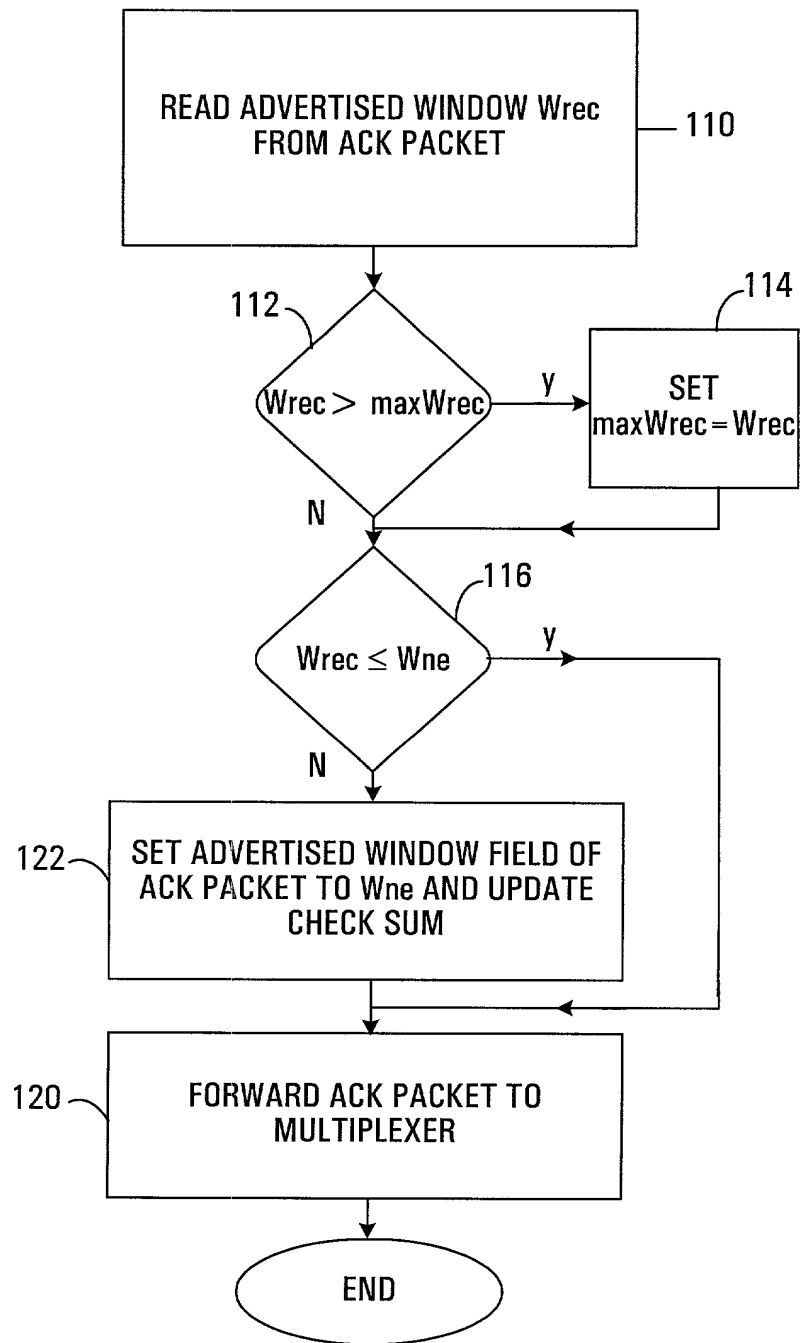 READ ADVERTISED WINDOW Wrec
FROM ACK PACKET
110
112
Wrec > maxWrec
y
114
SET
maxWrec = Wrec
N
116
Wrec ≤ Wne
y
N
122
SET ADVERTISED WINDOW FIELD OF
ACK PACKET TO Wne AND UPDATE
CHECK SUM
120
FORWARD ACK PACKET TO
MULTIPLEXER
END